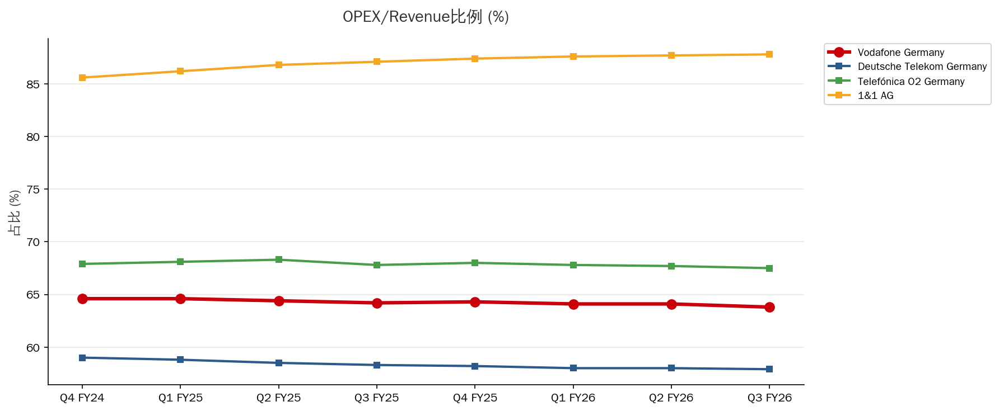 OPEX/Revenue比例 (%)
占比 (%)
85
80
75
70
65
60
Q4 FY24
Q1 FY25
Q2 FY25
Q3 FY25
Q4 FY25
Q1 FY26
Q2 FY26
Q3 FY26
Vodafone Germany
Deutsche Telekom Germany
Telefónica O2 Germany
1&1 AG